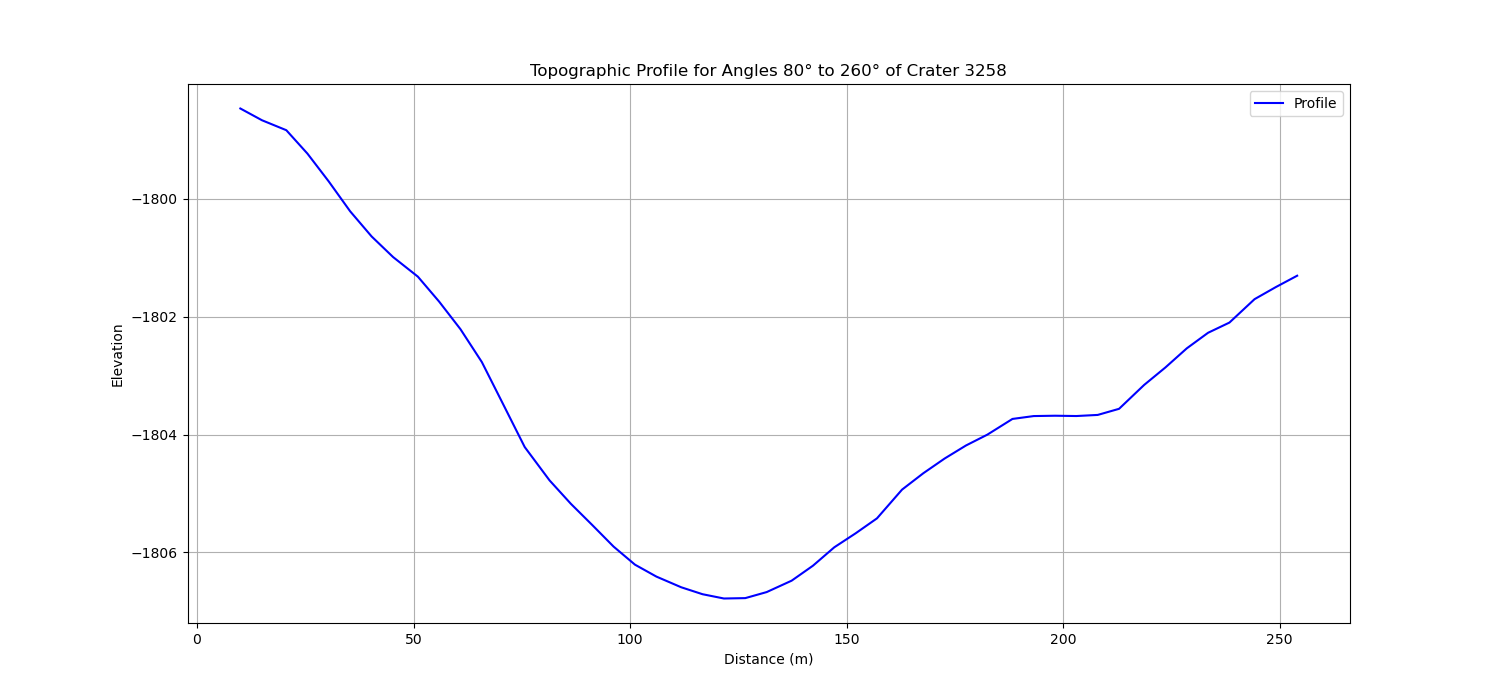 Topographic Profile for Angles 80° to 260° of Crater 3258
Profile
−1800
−1802
−1804
−1806
Elevation
0 50 100 150 200 250
Distance (m)